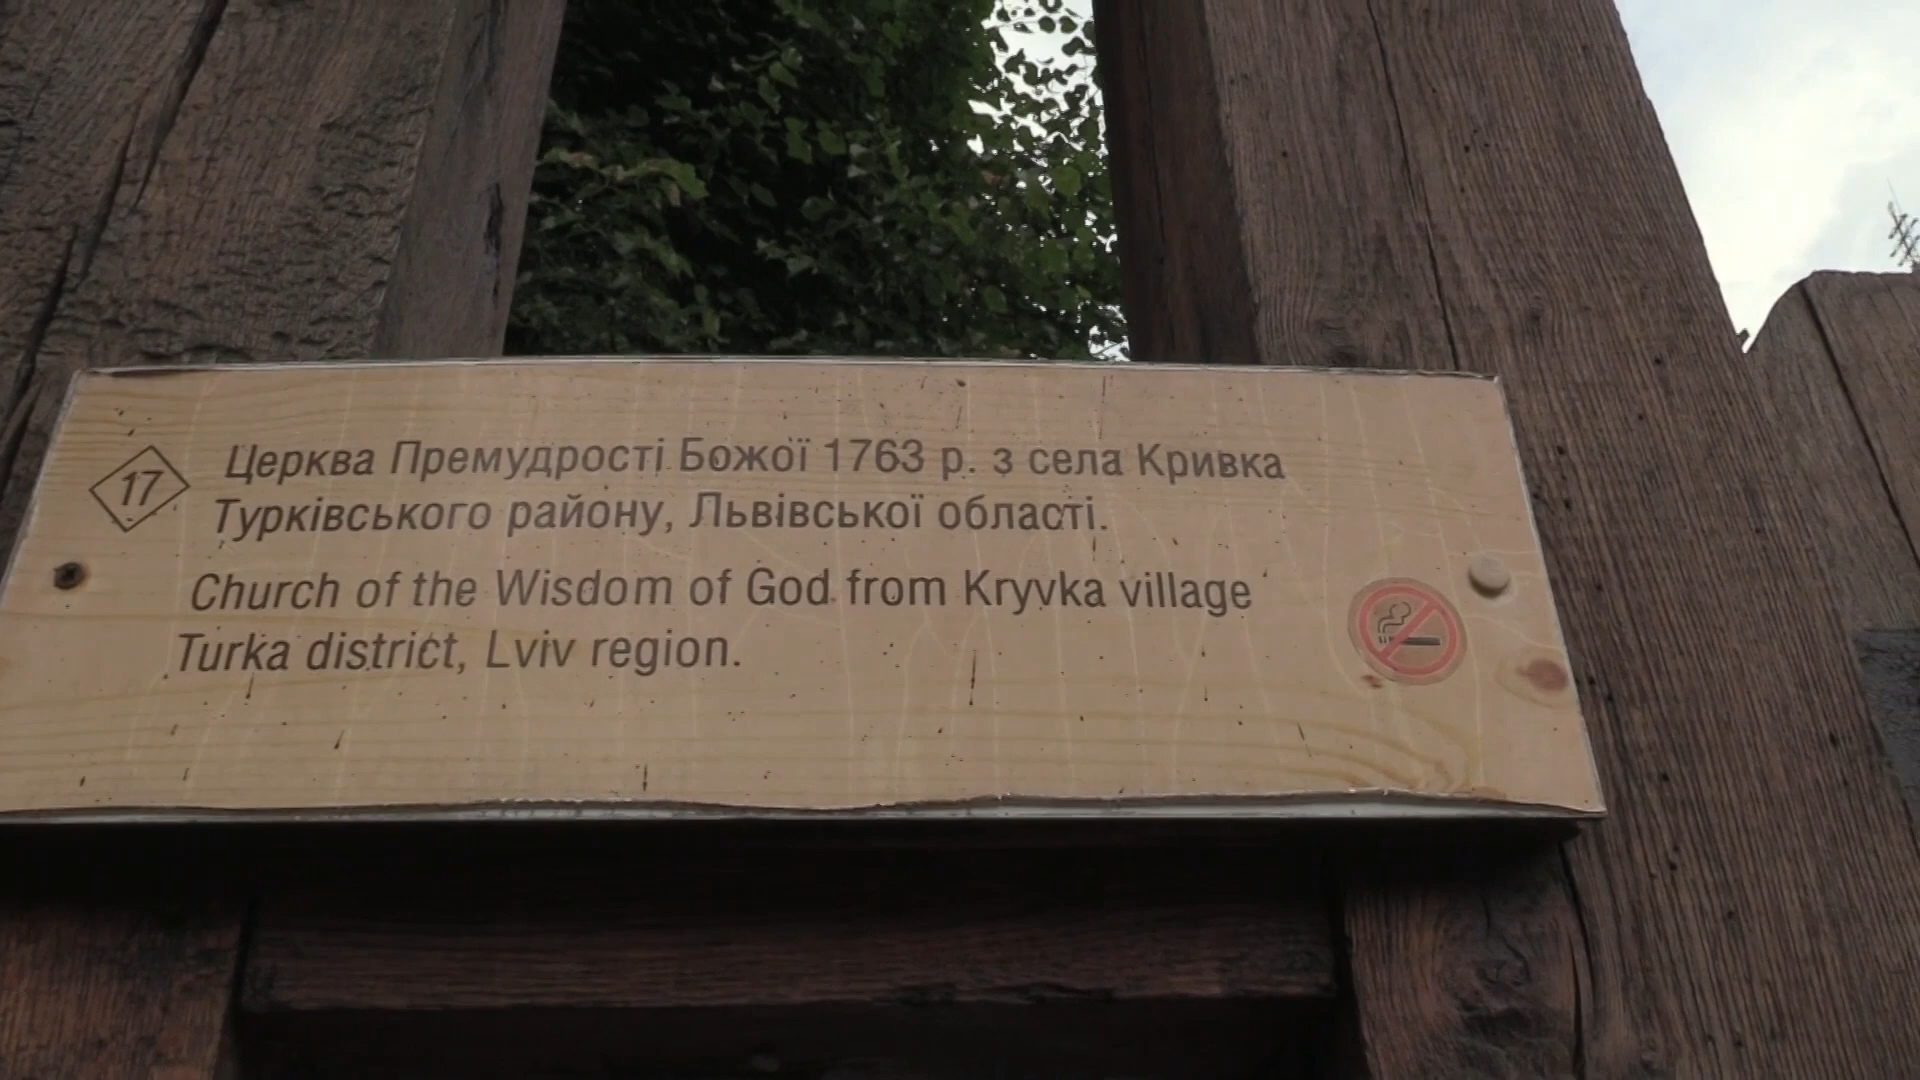 17 Церква Премудрості Божої 1763 р. з села Кривка
Турківського району, Львівської області.
Church of the Wisdom of God from Kryvka village
Turka district, Lviv region.